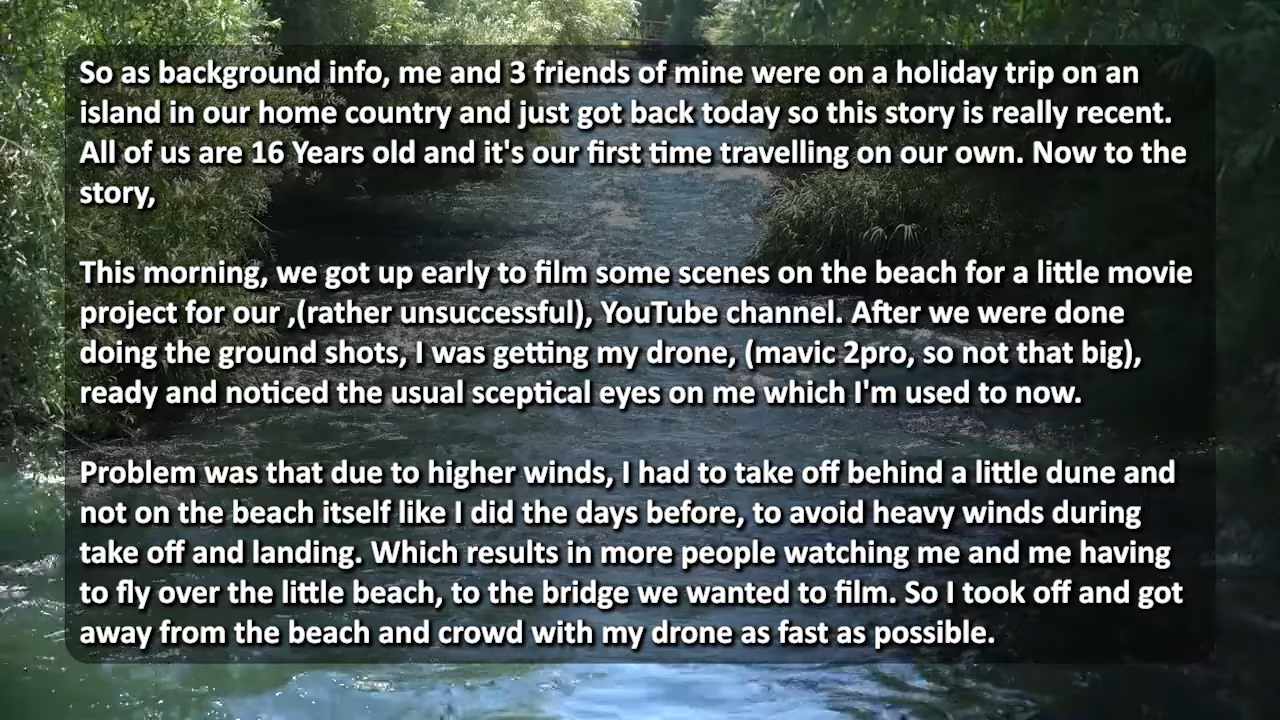 So as background info, me and 3 friends of mine were on a holiday trip on an
island in our home country and just got back today so this story is really recent.
All of us are 16 Years old and it's our first time travelling on our own. Now to the
story,
This morning, we got up early to film some scenes on the beach for a little movie
project for our ,(rather unsuccessful), YouTube channel. After we were done
doing the ground shots, I was getting my drone, (mavic 2pro, so not that big),
ready and noticed the usual sceptical eyes on me which I'm used to now.
Problem was that due to higher winds, I had to take off behind a little dune and
not on the beach itself like I did the days before, to avoid heavy winds during
take off and landing. Which results in more people watching me and me having
to fly over the little beach, to the bridge we wanted to film. So I took off and got
away from the beach and crowd with my drone as fast as possible.